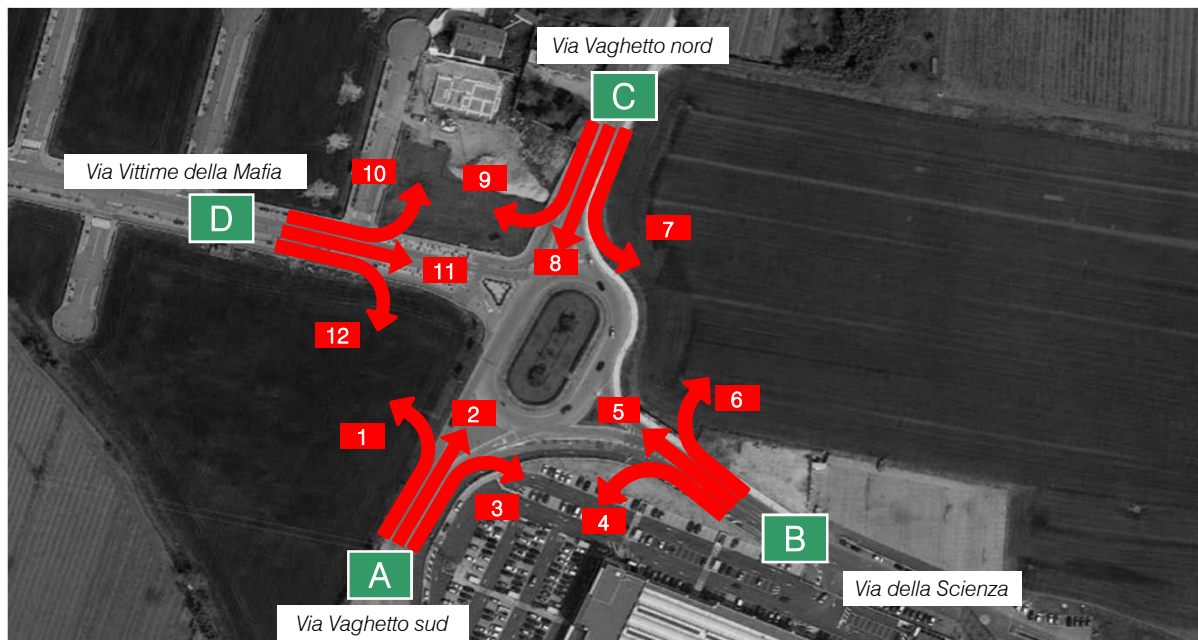 Via Vaghetto nord
C
Via Vittime della Mafia
10
9
D
7
11
8
12
2
5
6
1
3
4
B
A
Via della Scienza
Via Vaghetto sud